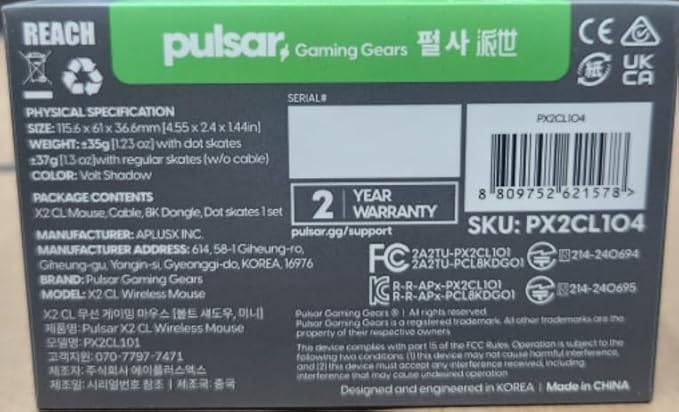 REACH
pulsar Gaming Gears 펄사 派世
CE
紙
UK
CA
PHYSICAL SPECIFICATION
SIZE: 115.6 x 61 x 36.6mm [4.55 x 2.4 x 1.44in]
WEIGHT: ±35g [1.23 oz] with dot skates
±37g [1.3 oz]with regular skates (w/o cable)
COLOR: Volt Shadow
PACKAGE CONTENTS
X2 CL Mouse, Cable, 8K Dongle, Dot skates 1 set
MANUFACTURER: APLUSX INC.
MANUFACTURER ADDRESS: 614, 58-1 Giheung-ro,
Giheung-gu, Yongin-si, Gyeonggi-do, KOREA, 16976
BRAND: Pulsar Gaming Gears
MODEL: X2 CL Wireless Mouse
X2 CL 무선 게이밍 마우스 [볼트 섀도우, 미니]
제품명: Pulsar X2 CL Wireless Mouse
모델명: PX2CL101
고객지원: 070-7797-7471
제조자: 주식회사 에이플러스엑스
제조일: 시리얼번호 참조 | 제조국: 중국
SERIAL#
2 YEAR
WARRANTY
pulsar.gg/support
PX2CL104
8 809752 621578 >
SKU: PX2CL104
FC 2A2TU-PX2CL101
2A2TU-PCL8KDG01
R-R-APx-PX2CL101
R-R-APx-PCL8KDG01
214-240694
214-240695
Pulsar Gaming Gears ® | All rights reserved
Pulsar Gaming Gears is a registered trademark. All other trademarks are the
property of their respective owners.
The device complies with part 15 of the FCC Rules. Operation is subject to the
following two conditions: (1) this device may not cause harmful interference,
and (2) this device must accept any interference received, including
interference that may cause undesired operation
Designed and engineered in KOREA | Made in CHINA